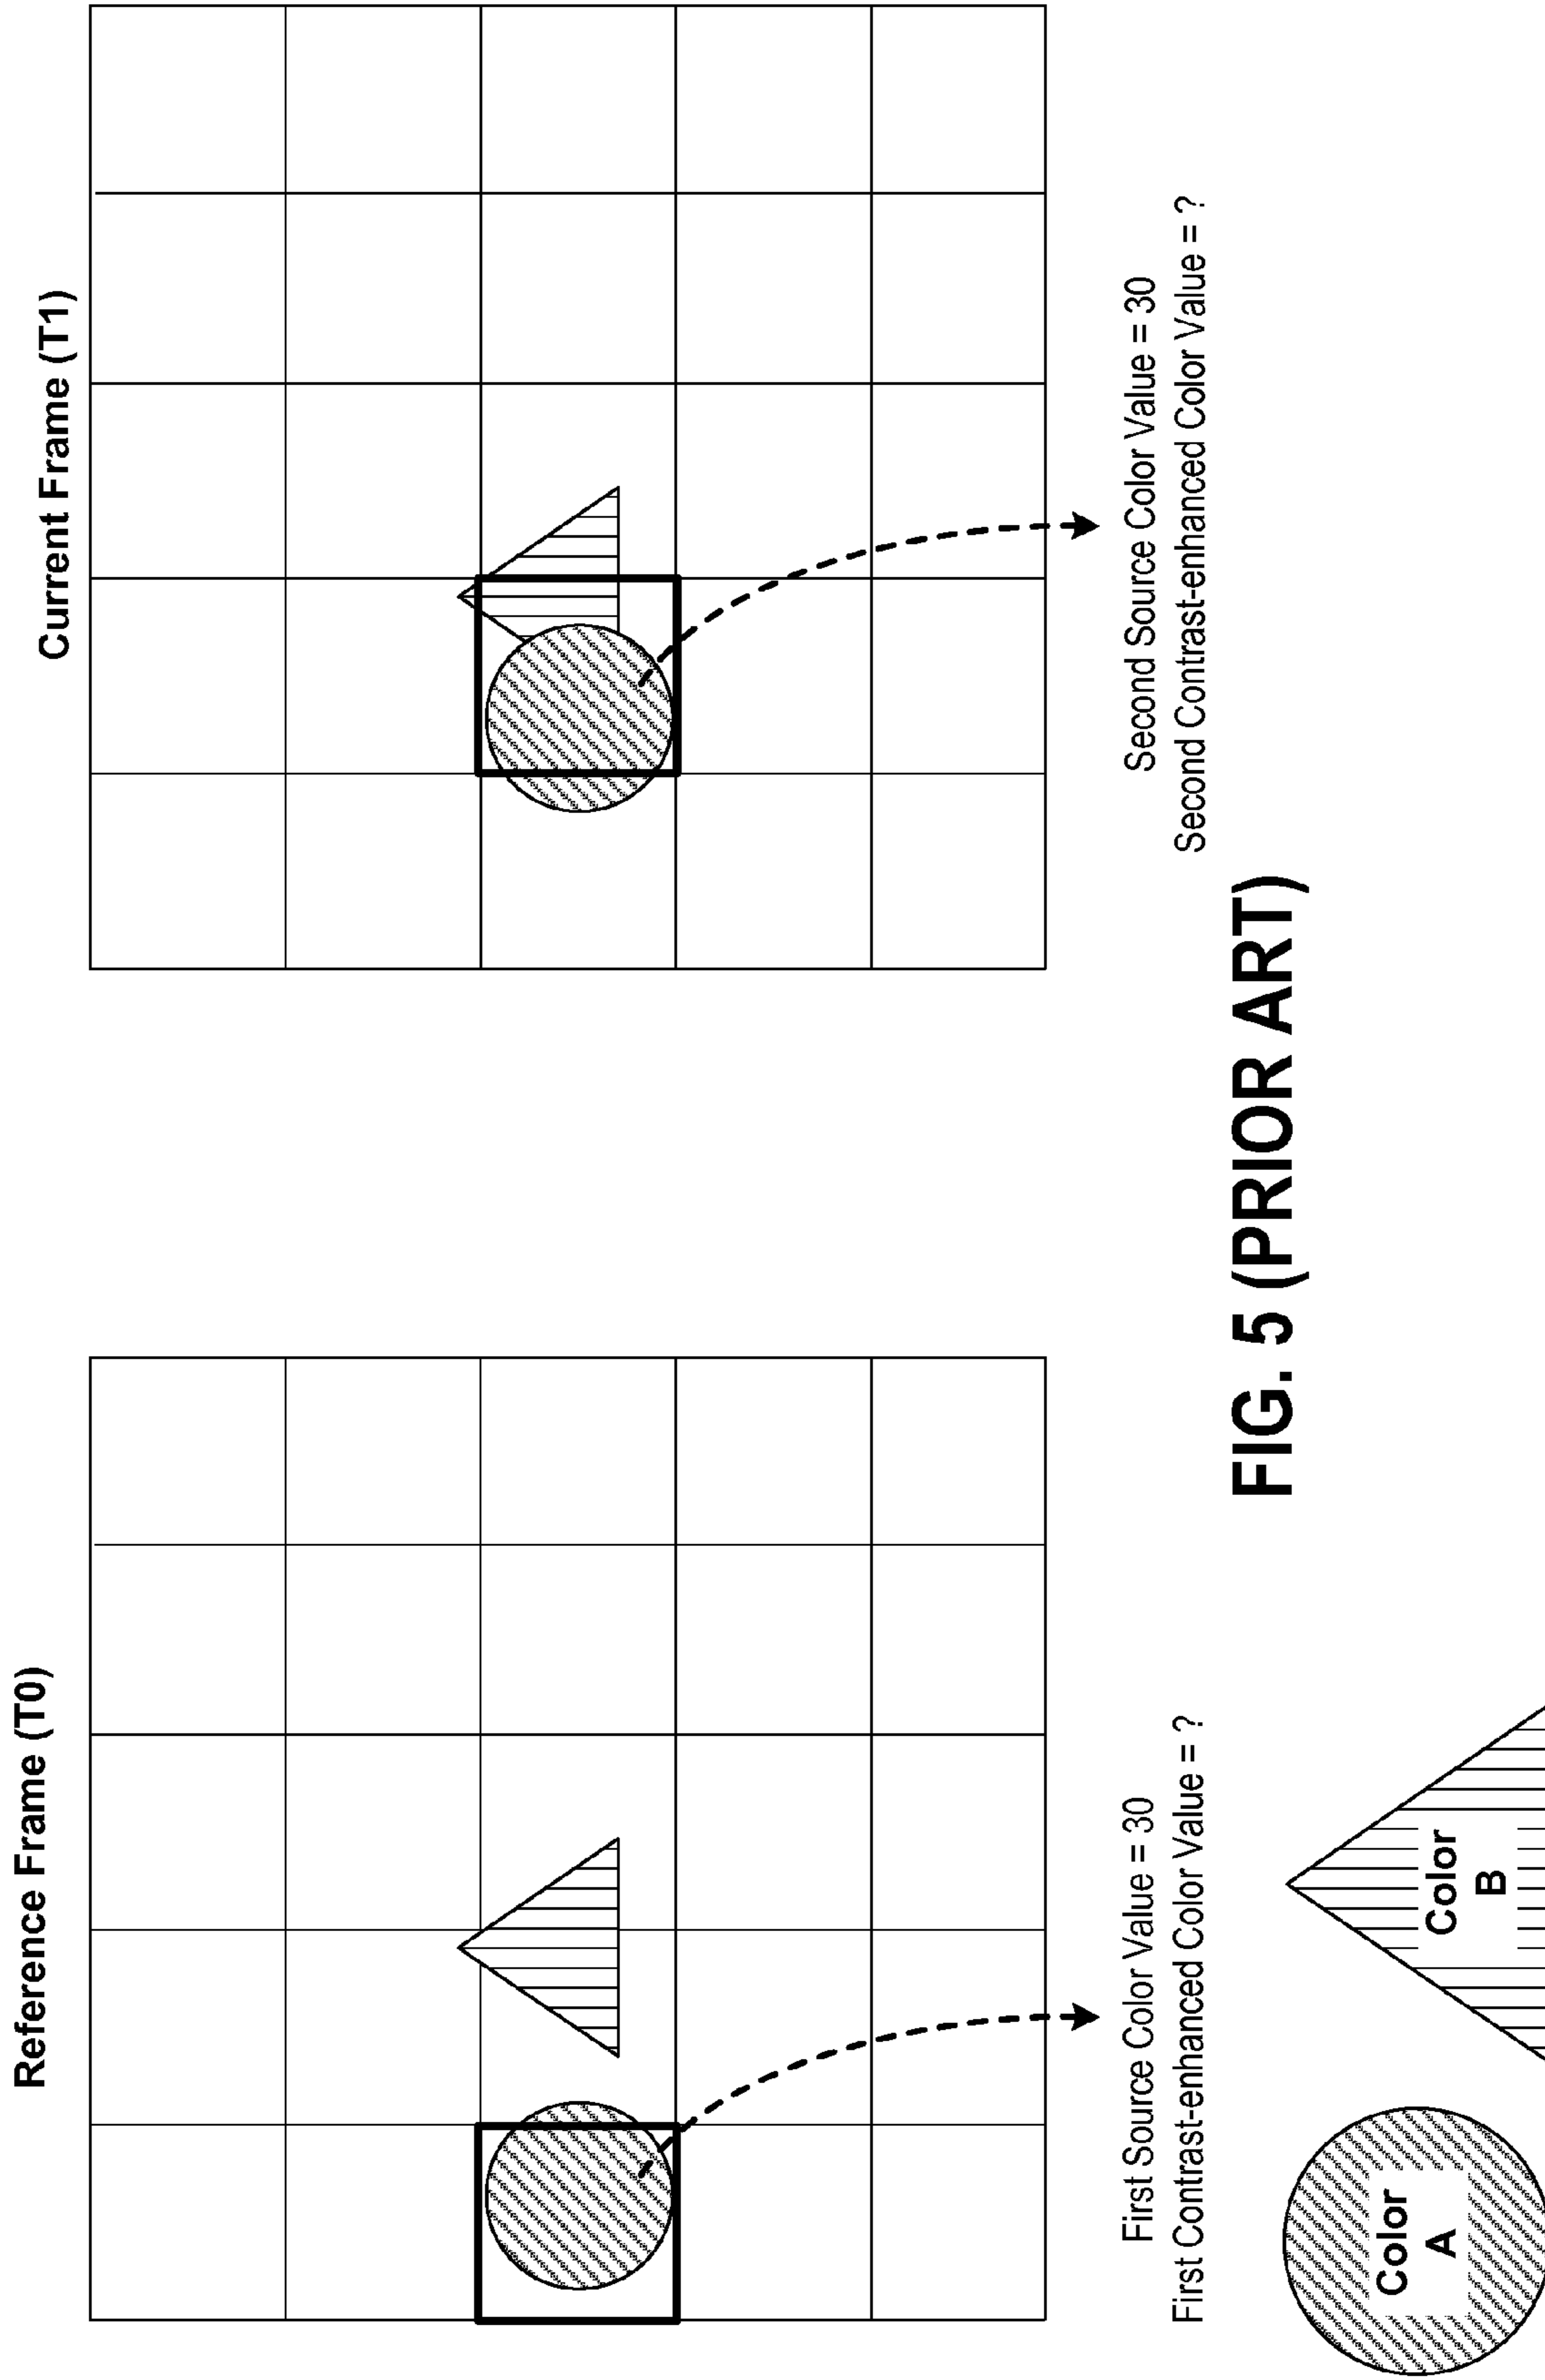 Reference Frame (T0)
First Source Color Value = 30
First Contrast-enhanced Color Value = ?
Current Frame (T1)
Second Source Color Value = 30
Second Contrast-enhanced Color Value = ?
Color
A
Color
B
FIG. 5 (PRIOR ART)